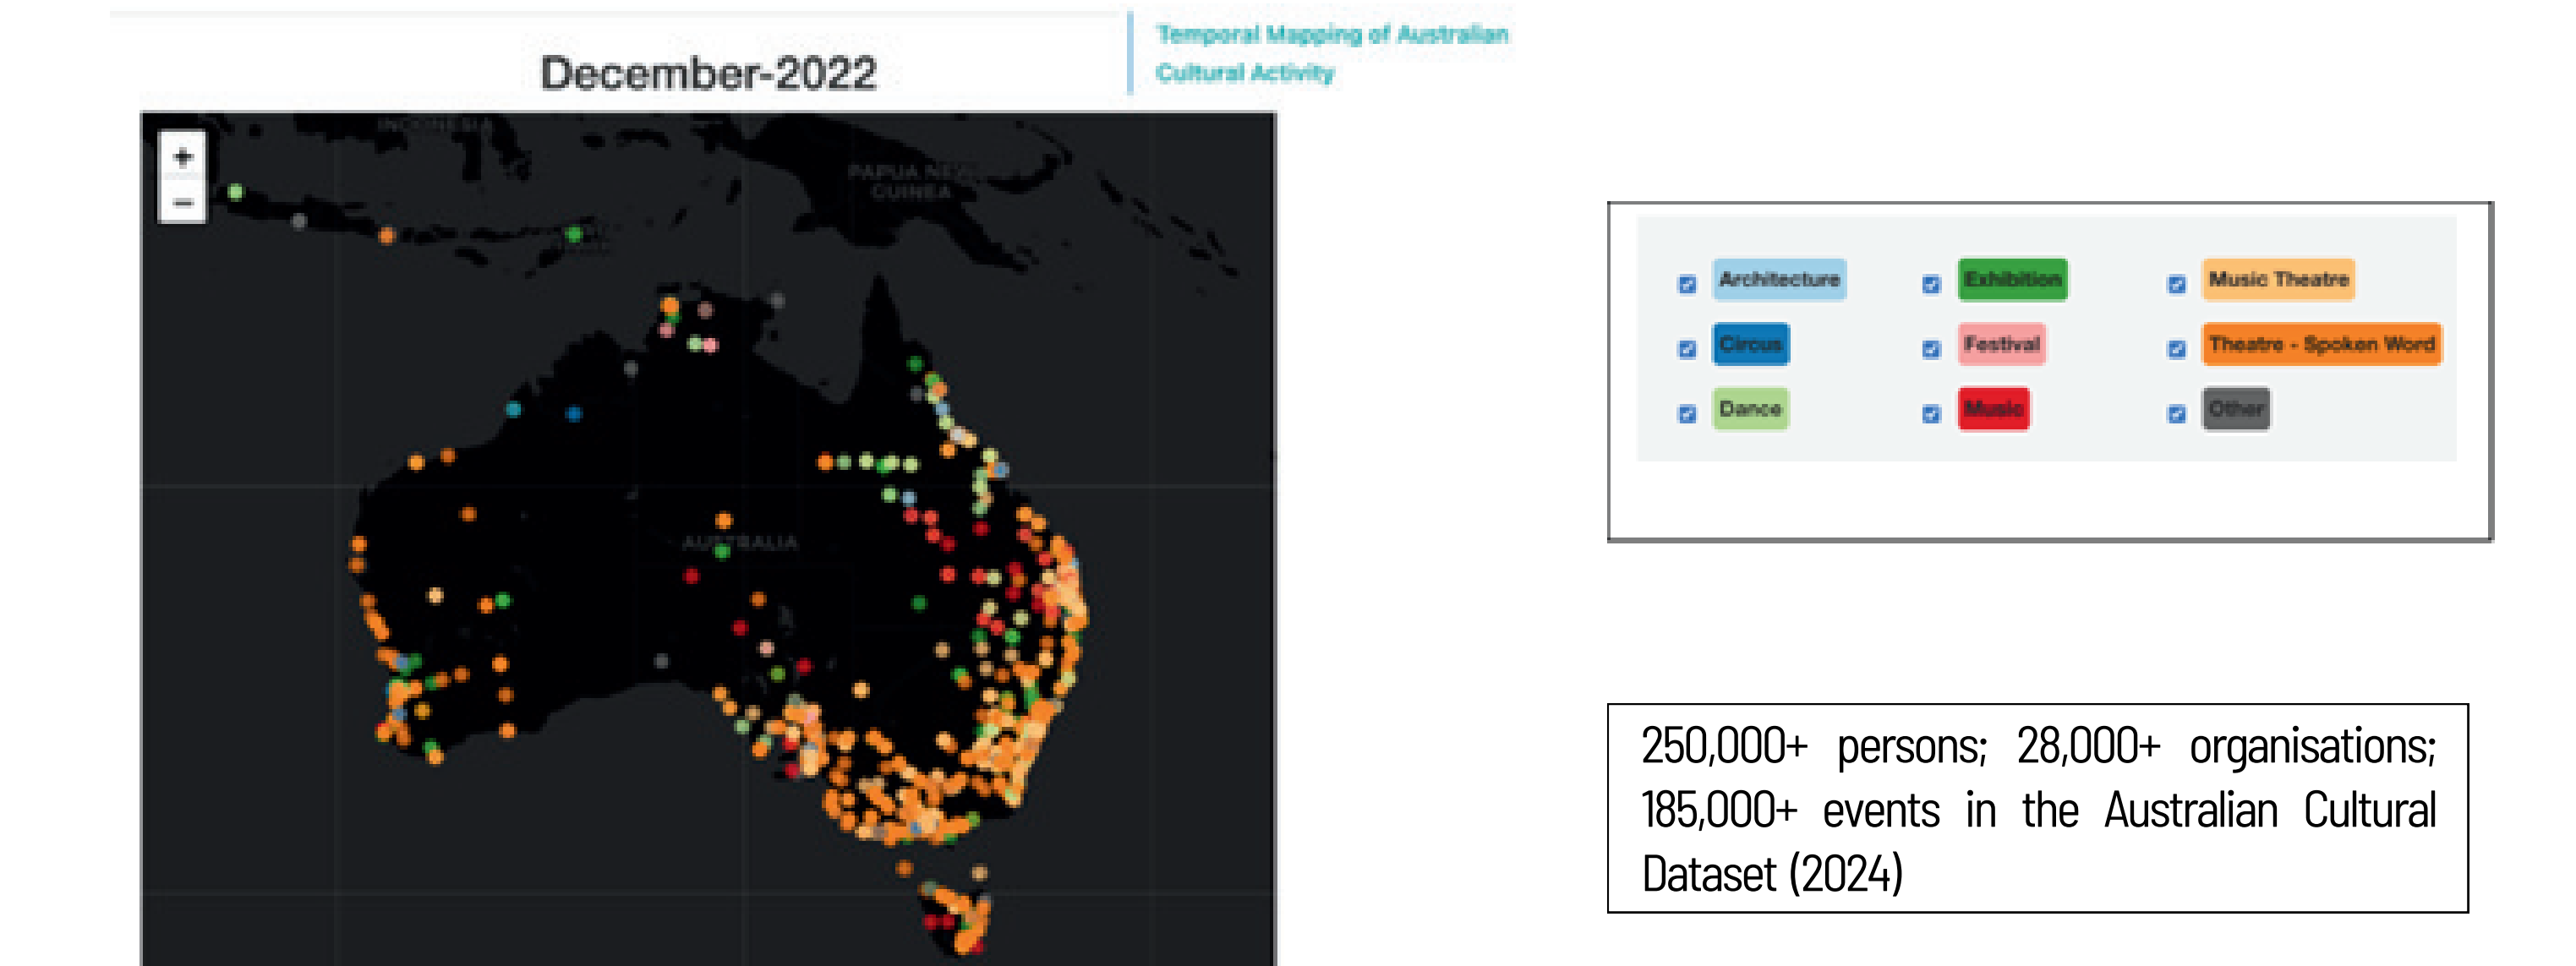 Temporal Mapping of Australian
Cultural Activity
December-2022
+
−
INDONESIA
PAPUA NEW
GUINEA
AUSTRALIA
Architecture
Exhibition
Music Theatre
Circus
Festival
Theatre - Spoken Word
Dance
Music
Other
250,000+ persons; 28,000+ organisations;
185,000+ events in the Australian Cultural
Dataset (2024)